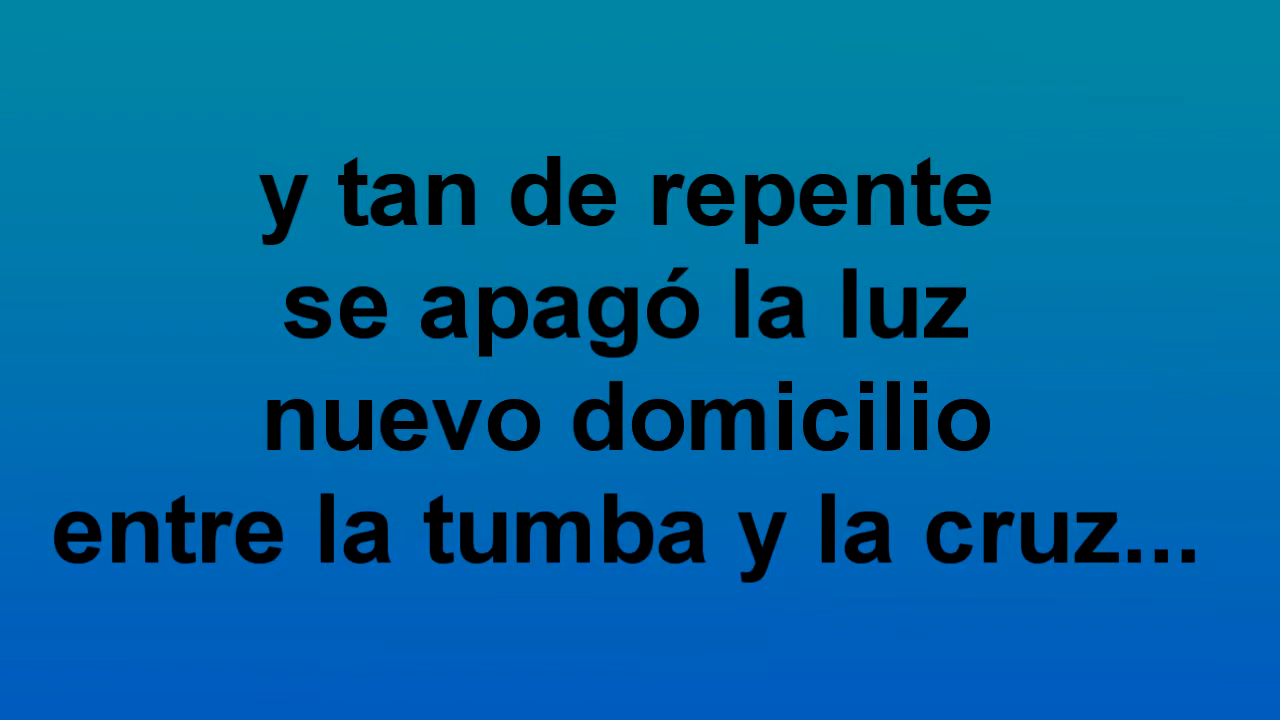 y tan de repente
se apagó la luz
nuevo domicilio
entre la tumba y la cruz...